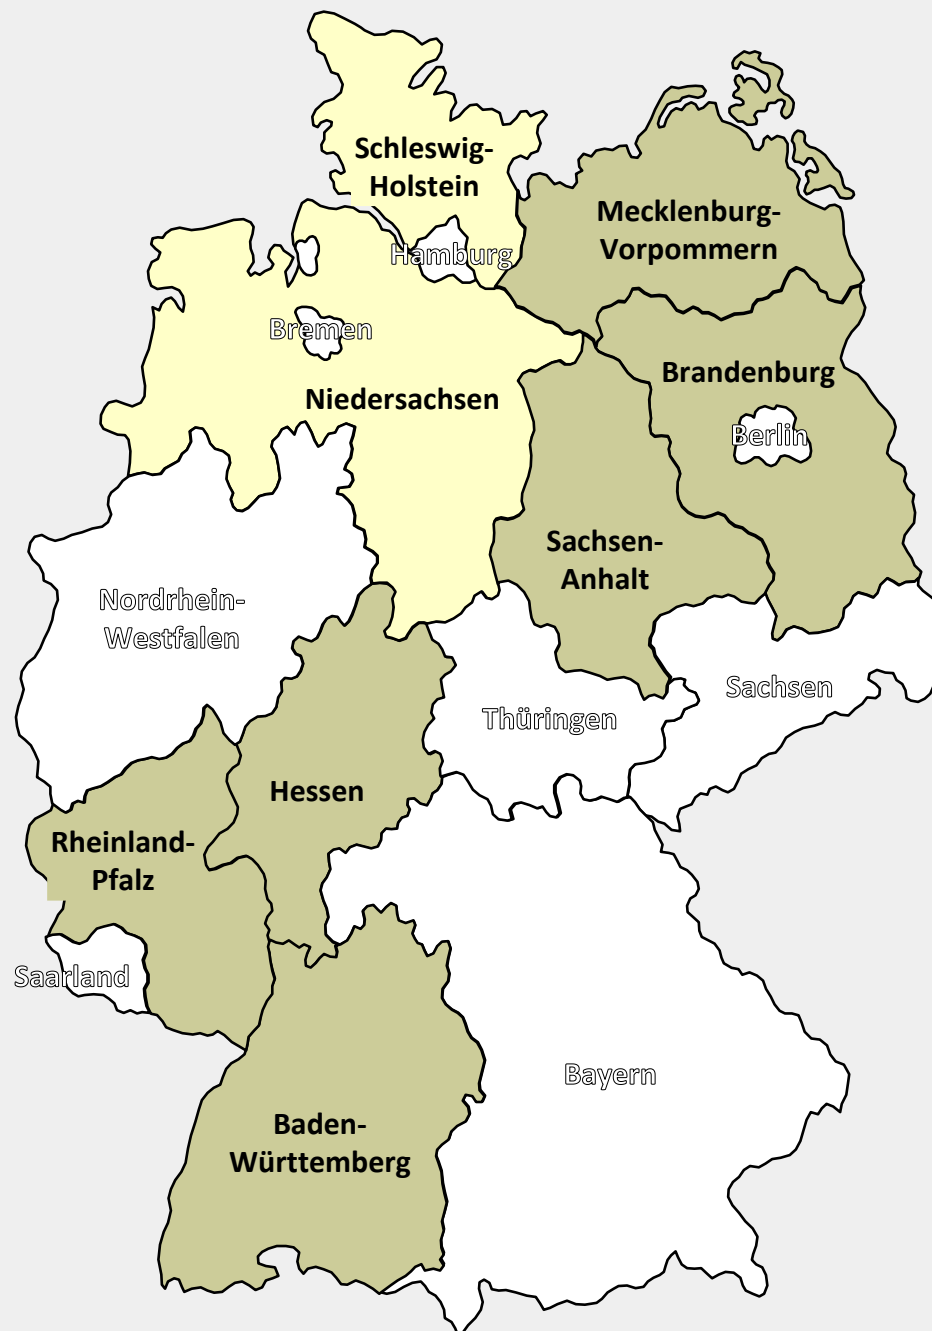 Schleswig-
Holstein
Mecklenburg-
Vorpommern
Hamburg
Bremen
Niedersachsen
Brandenburg
Berlin
Sachsen-
Anhalt
Nordrhein-
Westfalen
Sachsen
Thüringen
Hessen
Rheinland-
Pfalz
Saarland
Bayern
Baden-
Württemberg